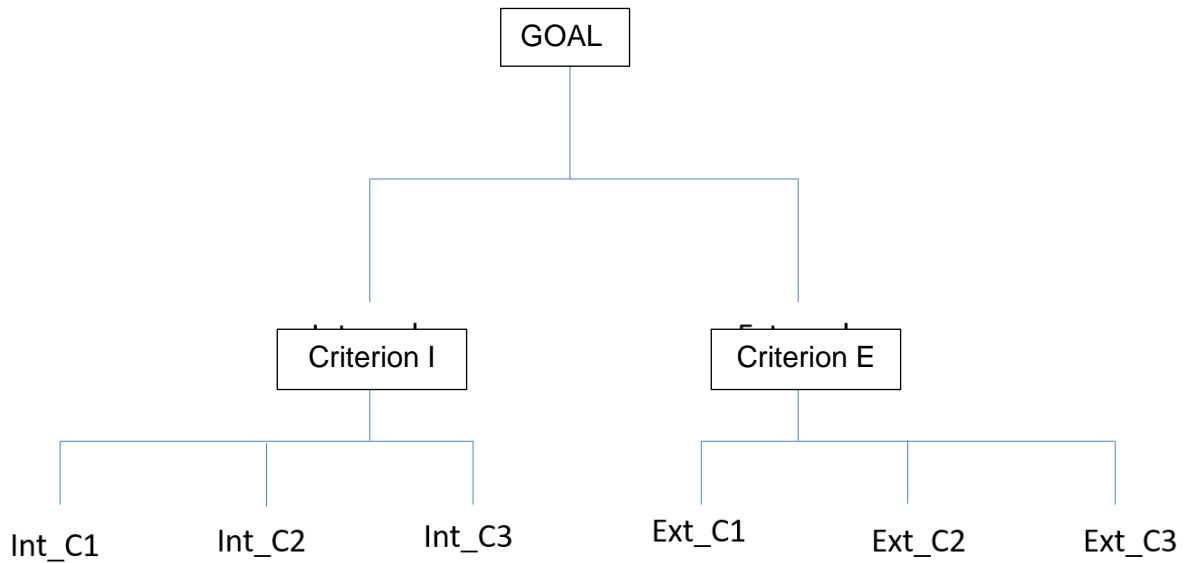 GOAL
Criterion I
Criterion E
Int_C1
Int_C2
Int_C3
Ext_C1
Ext_C2
Ext_C3